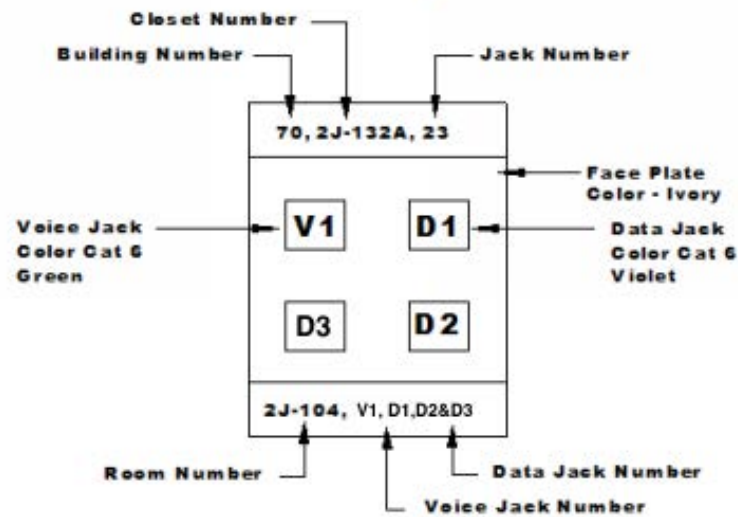 Closet Number
Building Number
Jack Number
70, 2J-132A, 23
Face Plate
Color - Ivory
Voice Jack
Color Cat 6
Green
V1
D1
Data Jack
Color Cat 6
Violet
D3
D2
2J-104, V1, D1,D2&D3
Room Number
Data Jack Number
Voice Jack Number